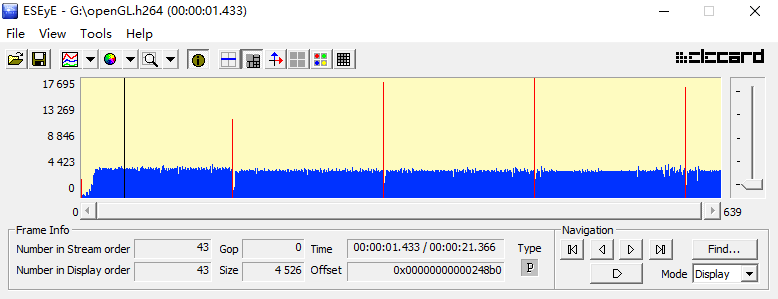 ESEyE - G:\openGL.h264 (00:00:01.433)
File View Tools Help
elecard
17 695
13 269
8 846
4 423
0
0 639
Frame Info
Number in Stream order 43 Gop 0 Time 00:00:01.433 / 00:00:21.366 Type
Number in Display order 43 Size 4 526 Offset 0x00000000000248b0 P
Navigation
Find...
Mode Display